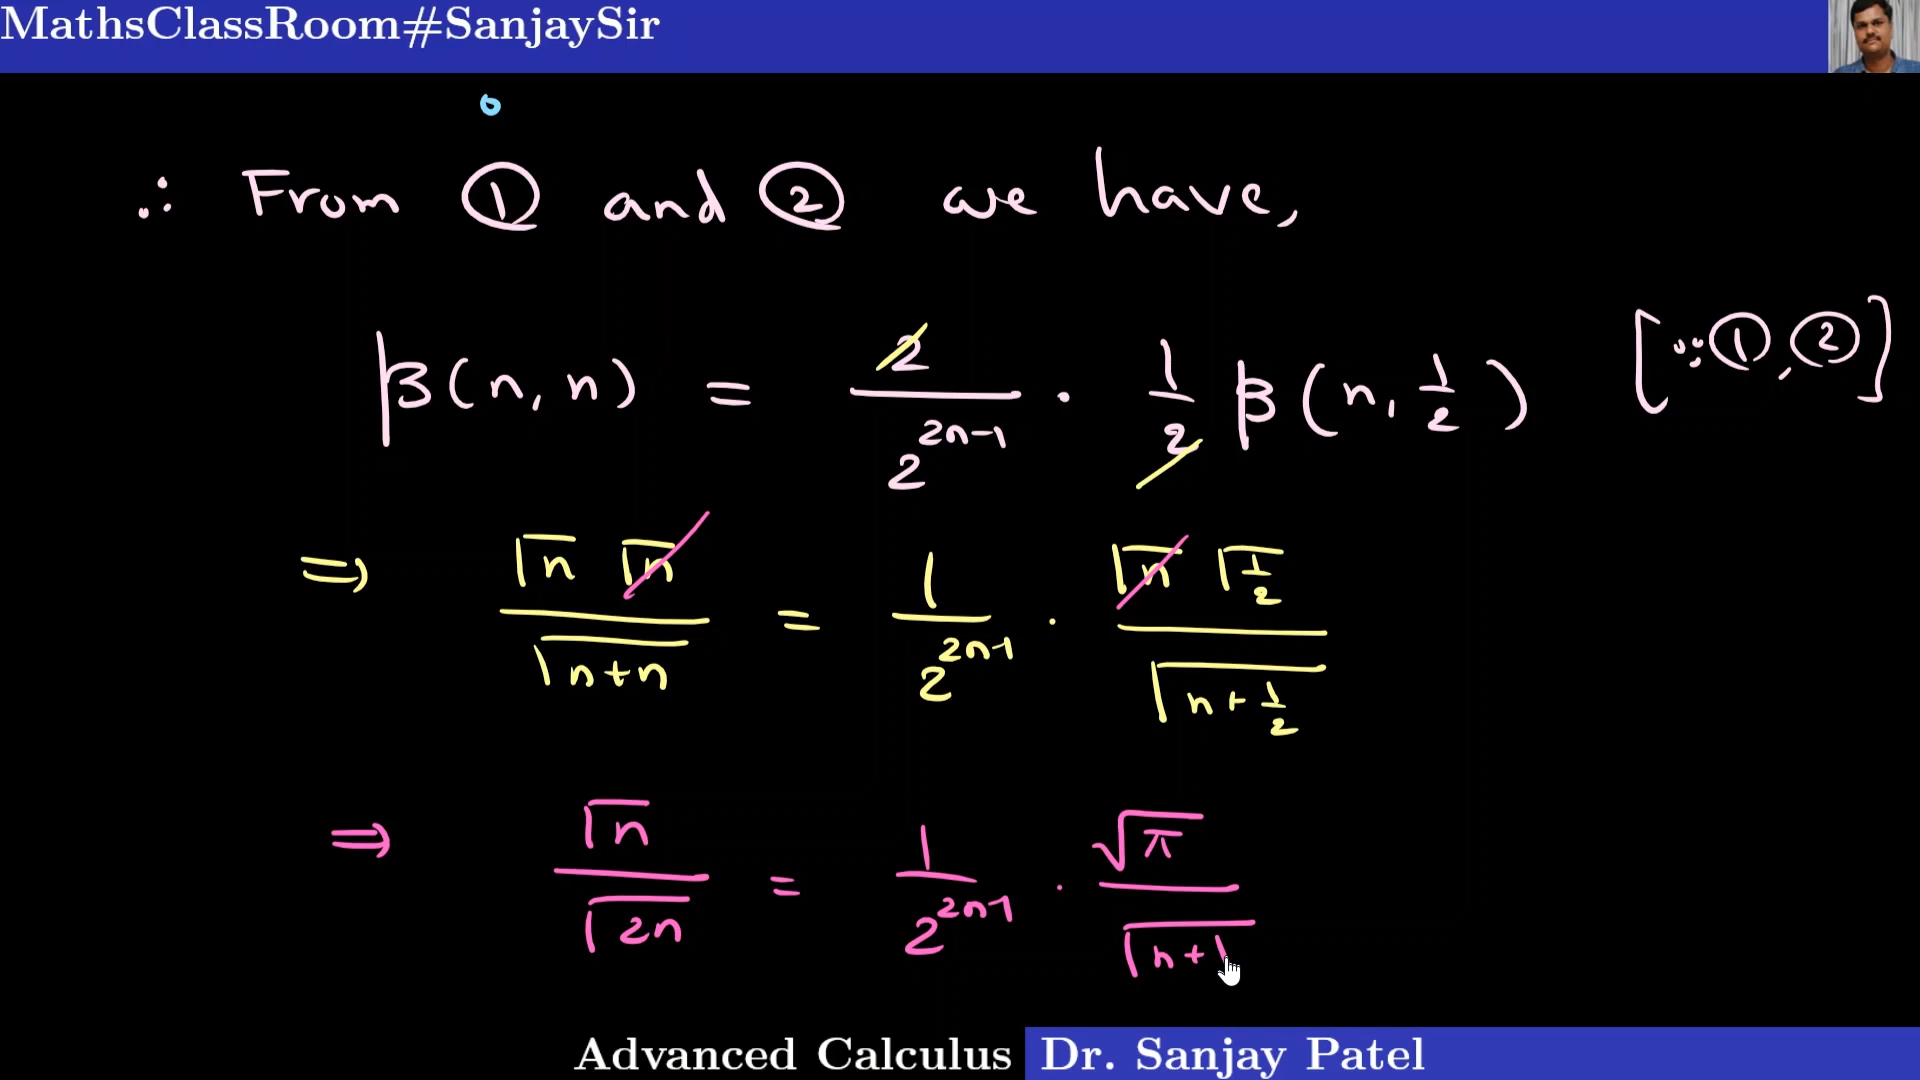 MathsClassRoom#SanjaySir
∴ From ① and ② we have,
β(n, n) = 2/2^(2n-1) · 1/2 β(n, 1/2) [∵ ①, ②]
⇒ (Γn Γn)/Γ(n+n) = 1/2^(2n-1) · (Γn Γ(1/2))/Γ(n+1/2)
⇒ Γn/Γ(2n) = 1/2^(2n-1) · √π/Γ(n+1
Advanced Calculus Dr. Sanjay Patel